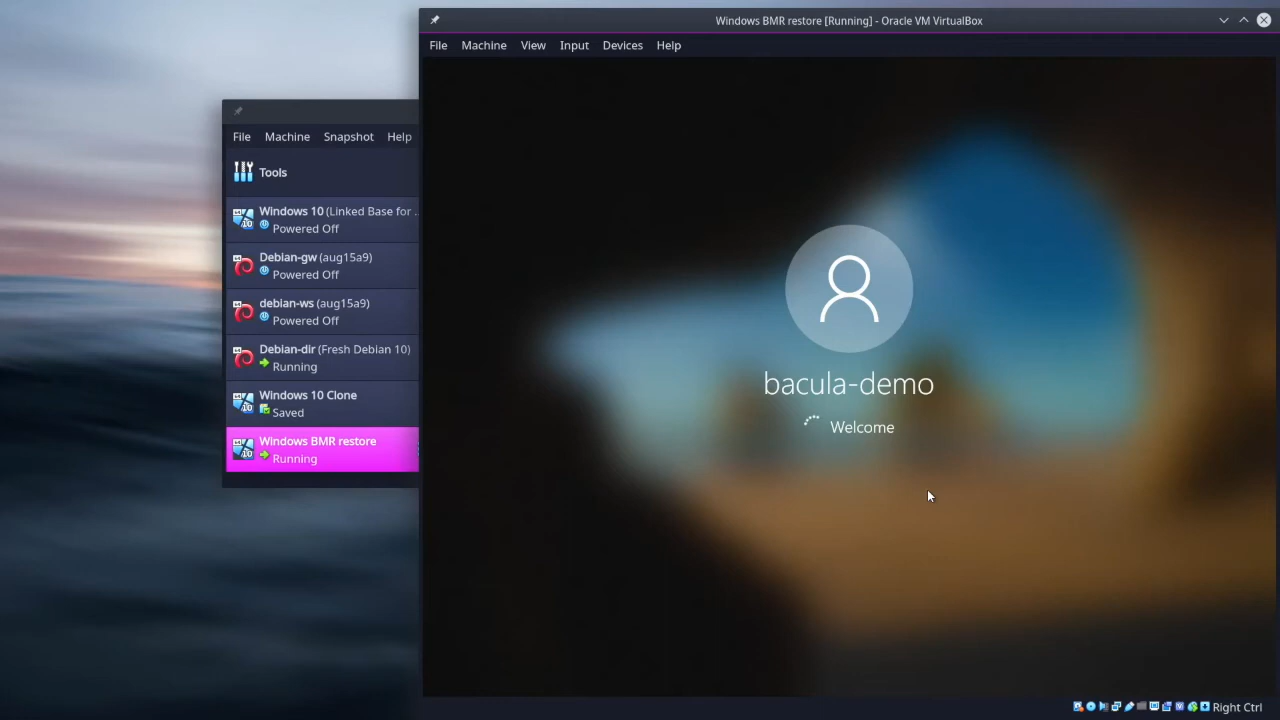 Windows BMR restore [Running] - Oracle VM VirtualBox
File Machine View Input Devices Help
File Machine Snapshot Help
Tools
Windows 10 (Linked Base for ...
Powered Off
Debian-gw (aug15a9)
Powered Off
debian-ws (aug15a9)
Powered Off
Debian-dir (Fresh Debian 10)
Running
Windows 10 Clone
Saved
Windows BMR restore
Running
bacula-demo
Welcome
Right Ctrl